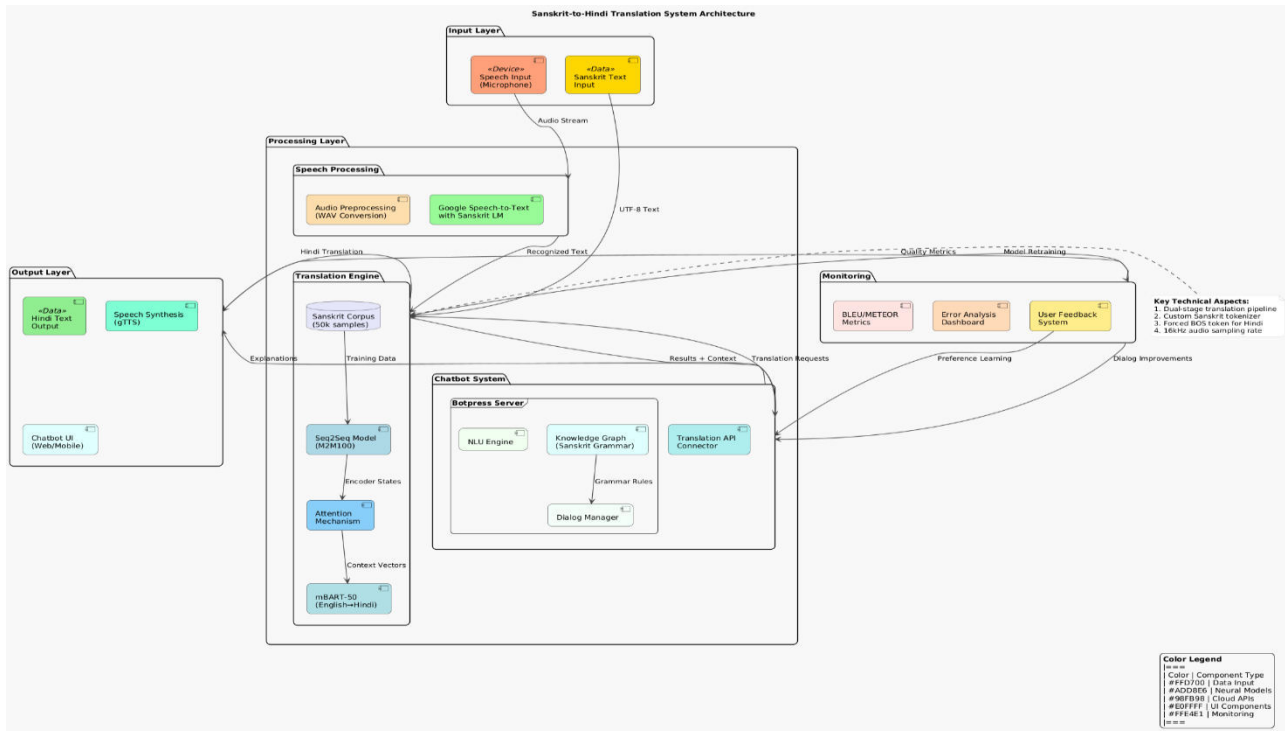 Sanskrit-to-Hindi Translation System Architecture
Input Layer
«Device»
Speech Input
(Microphone)
«Data»
Sanskrit Text
Input
Audio Stream
Processing Layer
Speech Processing
Audio Preprocessing
(WAV Conversion)
Google Speech-to-Text
with Sanskrit LM
UTF-8 Text
Hindi Translation
Recognized Text
Quality Metrics
Model Retraining
Output Layer
«Data»
Hindi Text
Output
Speech Synthesis
(gTTS)
Chatbot UI
(Web/Mobile)
Translation Engine
Sanskrit Corpus
(50k samples)
Explanations
Training Data
Results + Context
Translation Requests
Seq2Seq Model
(M2M100)
Encoder States
Attention
Mechanism
Context Vectors
mBART-50
(English→Hindi)
Chatbot System
Botpress Server
NLU Engine
Knowledge Graph
(Sanskrit Grammar)
Grammar Rules
Dialog Manager
Translation API
Connector
Monitoring
BLEU/METEOR
Metrics
Error Analysis
Dashboard
User Feedback
System
Preference Learning
Dialog Improvements
Key Technical Aspects:
1. Dual-stage translation pipeline
2. Custom Sanskrit tokenizer
3. Forced BOS token for Hindi
4. 16kHz audio sampling rate
Color Legend
|===
| Color | Component Type
| #FFD700 | Data Input
| #ADD8E6 | Neural Models
| #98FB98 | Cloud APIs
| #E0FFFF | UI Components
| #FFE4E1 | Monitoring
|===